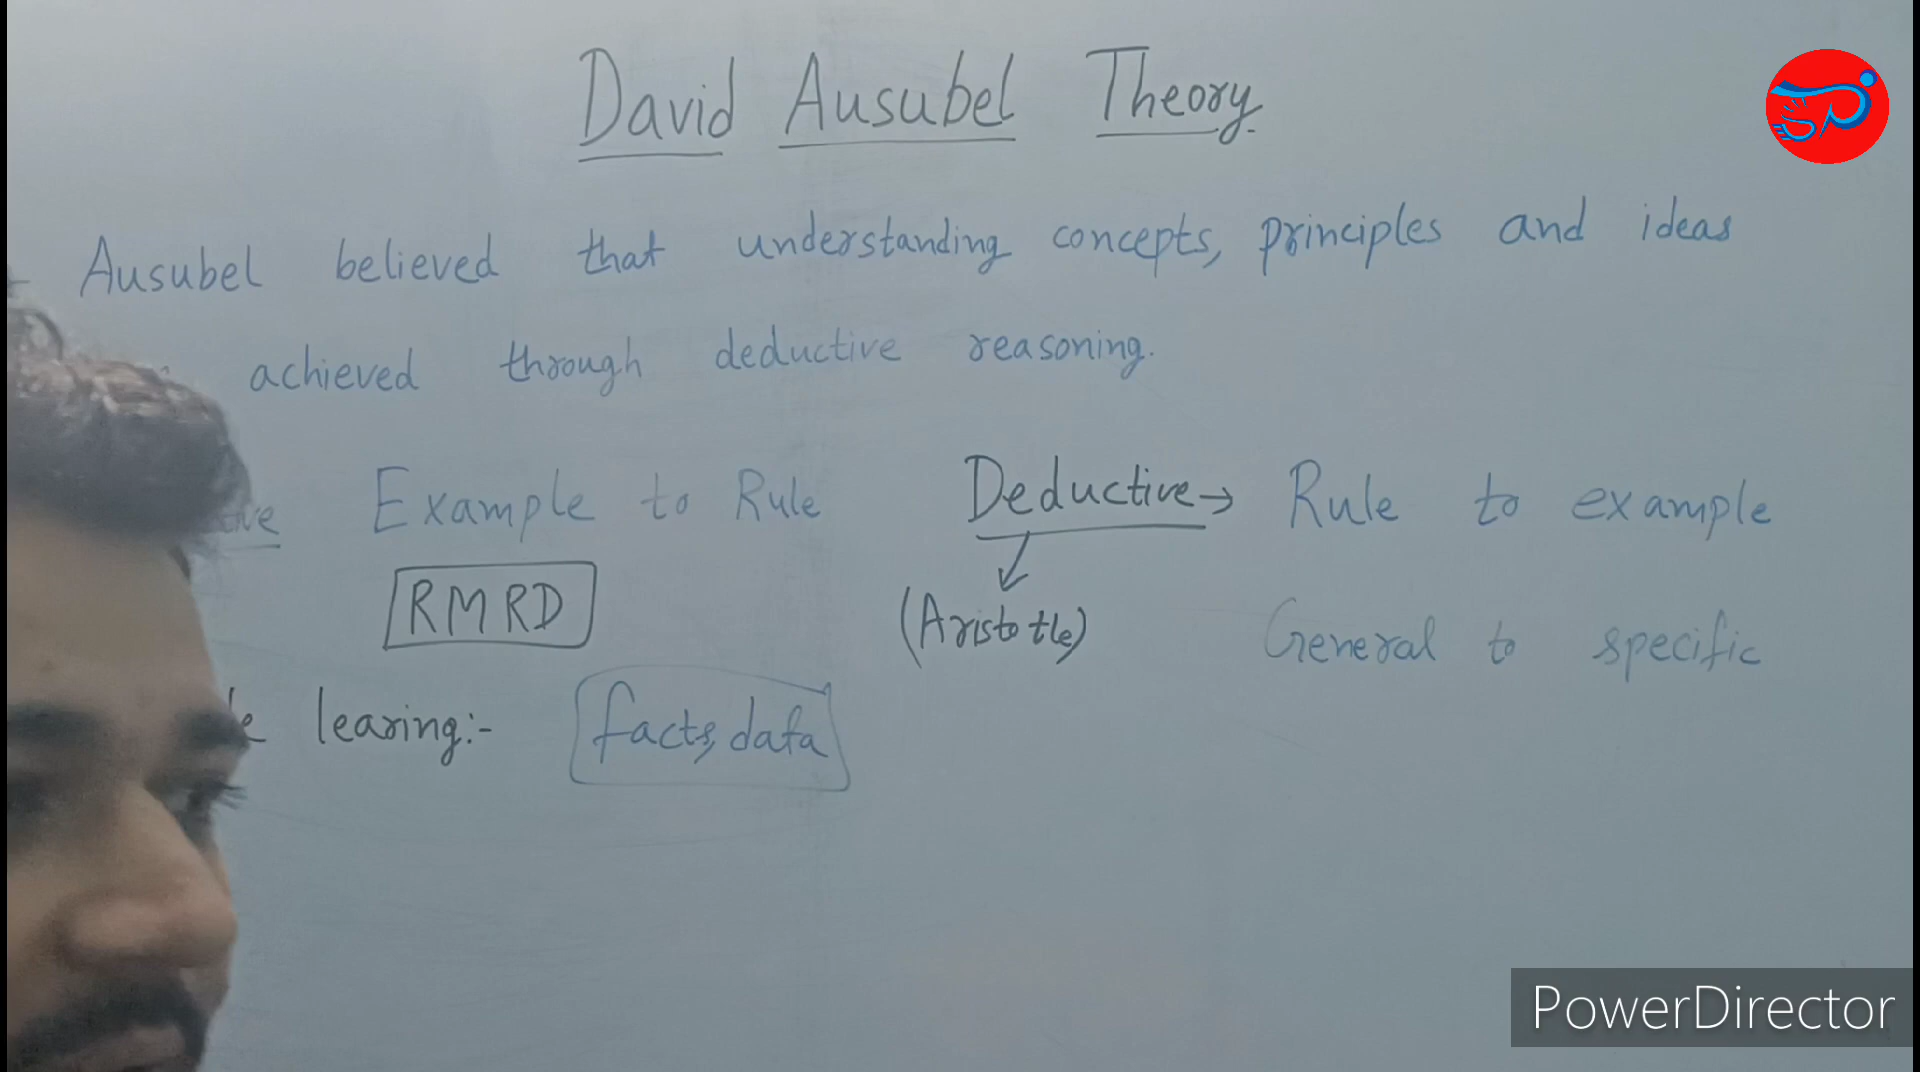 David Ausubel Theory
Ausubel believed that understanding concepts, principles and ideas
achieved through deductive reasoning.
Example to Rule Deductive → Rule to example
RMRD (Aristotle) General to specific
learing:- facts, data
PowerDirector